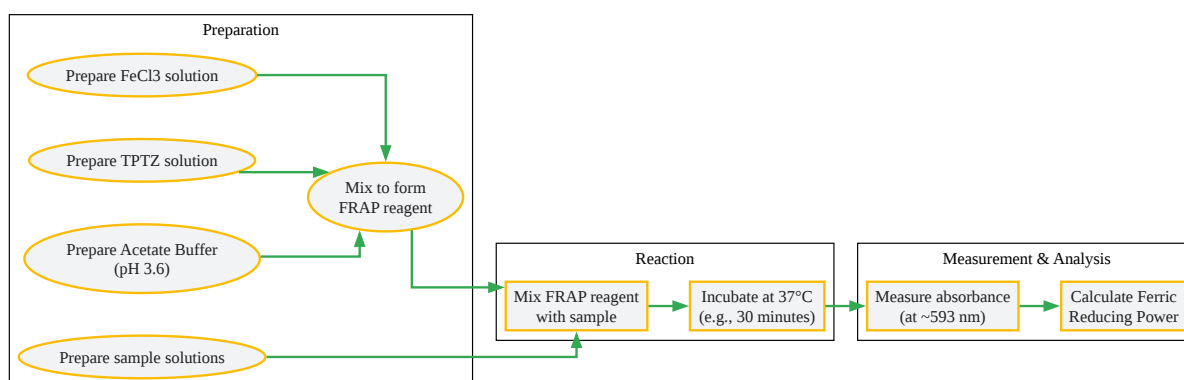 Preparation
Prepare FeCl3 solution
Prepare TPTZ solution
Mix to form
FRAP reagent
Prepare Acetate Buffer
(pH 3.6)
Prepare sample solutions
Reaction
Mix FRAP reagent
with sample
Incubate at 37°C
(e.g., 30 minutes)
Measurement & Analysis
Measure absorbance
(at ~593 nm)
Calculate Ferric
Reducing Power